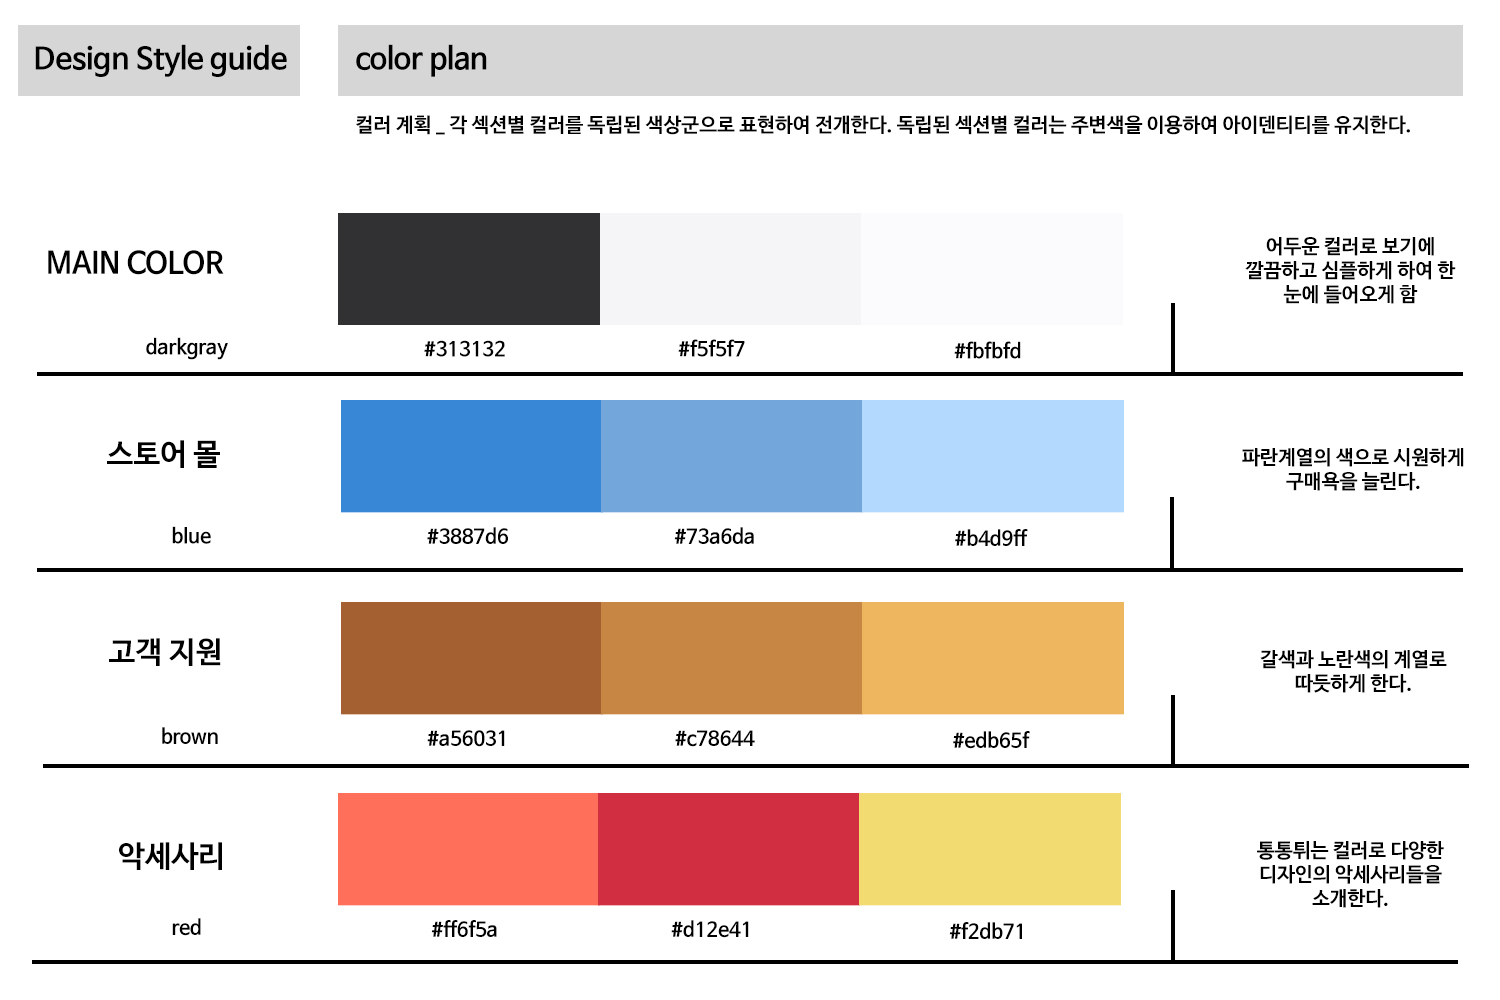 Design Style guide
color plan
컬러 계획 _ 각 섹션별 컬러를 독립된 색상군으로 표현하여 전개한다. 독립된 섹션별 컬러는 주변색을 이용하여 아이덴티티를 유지한다.
MAIN COLOR
darkgray
#313132
#f5f5f7
#fbfbfd
어두운 컬러로 보기에
깔끔하고 심플하게 하여 한
눈에 들어오게 함
스토어 몰
blue
#3887d6
#73a6da
#b4d9ff
파란계열의 색으로 시원하게
구매욕을 늘린다.
고객 지원
brown
#a56031
#c78644
#edb65f
갈색과 노란색의 계열로
따듯하게 한다.
악세사리
red
#ff6f5a
#d12e41
#f2db71
통통튀는 컬러로 다양한
디자인의 악세사리들을
소개한다.